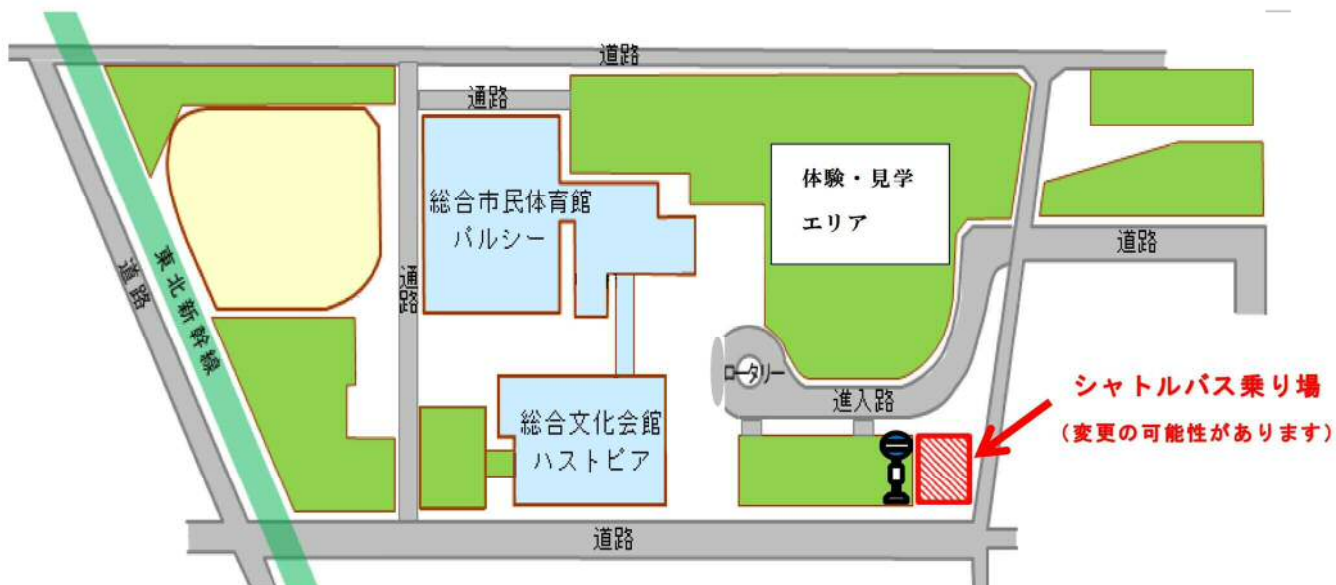 道路
通路
体験・見学
エリア
総合市民体育館
パルシー
道路
通路
道路
東北新幹線
ロータリー
進入路
シャトルバス乗り場
(変更の可能性があります)
総合文化会館
ハストピア
道路